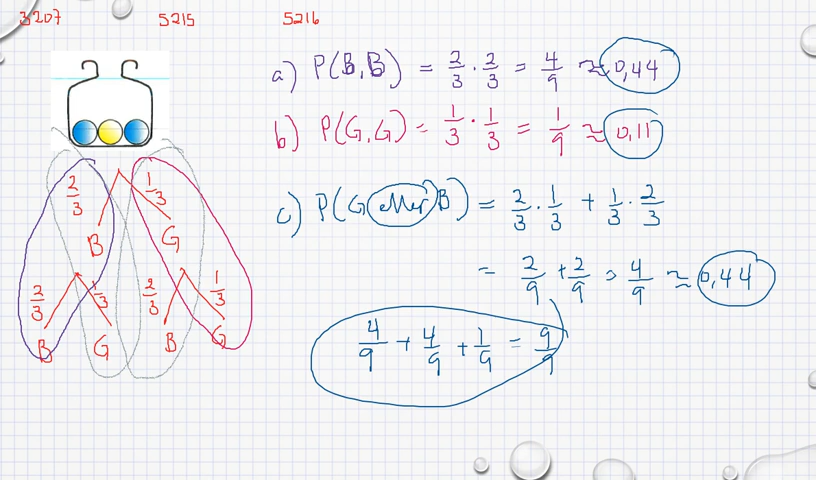 3207 5215 5216
a) P(B,B) = 2/3 · 2/3 = 4/9 ≈ 0,44
b) P(G,G) = 1/3 · 1/3 = 1/9 ≈ 0,11
c) P(G eller B) = 2/3 · 1/3 + 1/3 · 2/3
= 2/9 + 2/9 = 4/9 ≈ 0,44
4/9 + 4/9 + 1/9 = 9/9
2/3 1/3
B G
2/3 1/3 2/3 1/3
B G B G